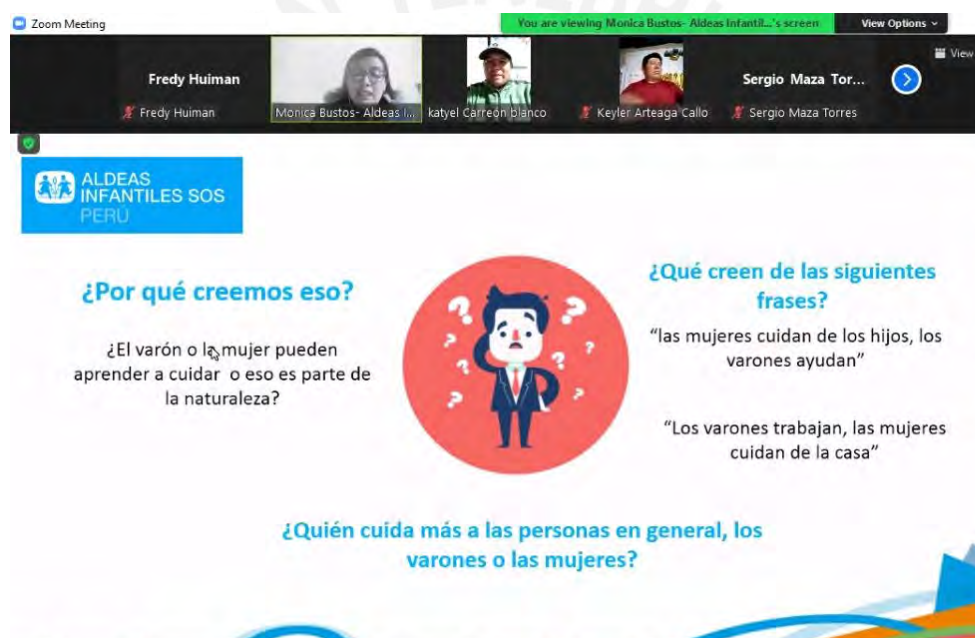 Zoom Meeting
You are viewing Monica Bustos- Aldeas Infantil...'s screen
View Options
View
Fredy Huiman
Sergio Maza Tor...
Fredy Huiman
Monica Bustos- Aldeas I...
katyel Carreon blanco
Keyler Arteaga Callo
Sergio Maza Torres
ALDEAS
INFANTILES SOS
PERÚ
¿Por qué creemos eso?
¿El varón o la mujer pueden
aprender a cuidar o eso es parte de
la naturaleza?
¿Qué creen de las siguientes
frases?
“las mujeres cuidan de los hijos, los
varones ayudan”
“Los varones trabajan, las mujeres
cuidan de la casa”
¿Quién cuida más a las personas en general, los
varones o las mujeres?